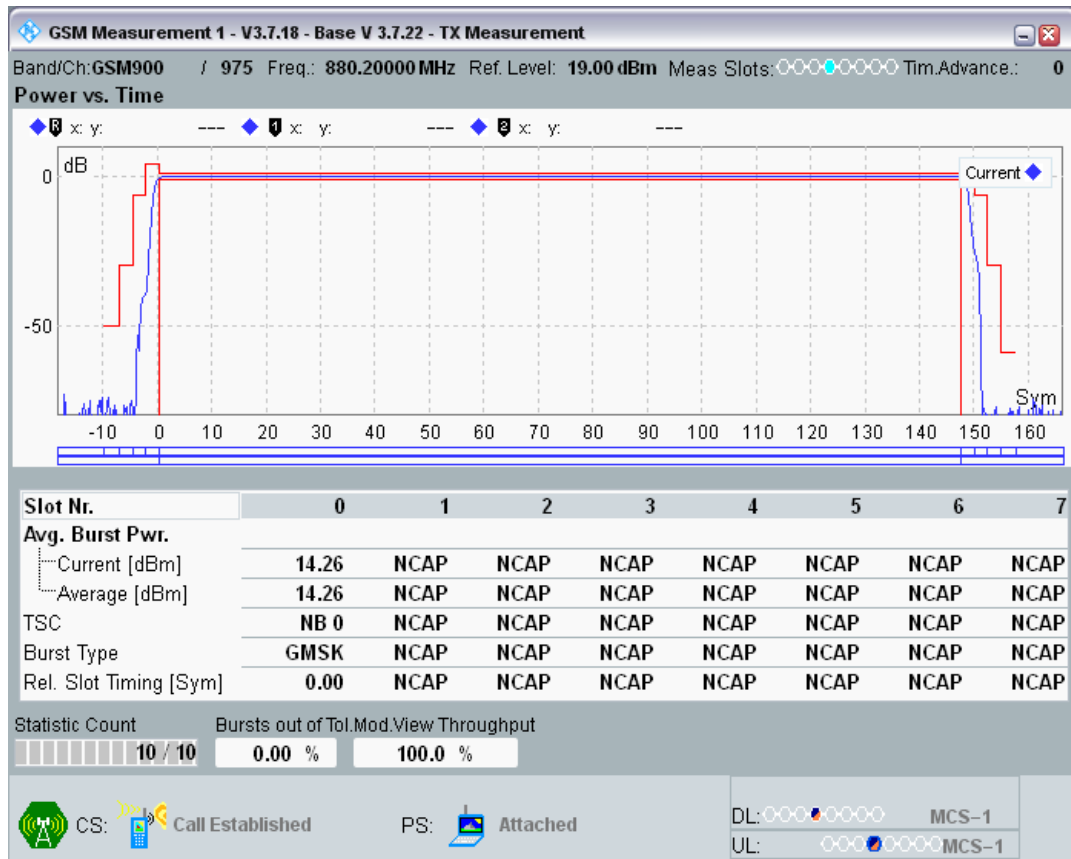 GSM Measurement 1 - V3.7.18 - Base V 3.7.22 - TX Measurement
Band/Ch:GSM900 / 975 Freq.: 880.20000 MHz Ref. Level: 19.00 dBm Meas Slots: Tim.Advance.: 0
Power vs. Time
R x: y: --- 1 x: y: --- 2 x: y: ---
dB
0
Current
-50
Sym
-10 0 10 20 30 40 50 60 70 80 90 100 110 120 130 140 150 160
Slot Nr. 0 1 2 3 4 5 6 7
Avg. Burst Pwr.
Current [dBm] 14.26 NCAP NCAP NCAP NCAP NCAP NCAP NCAP
Average [dBm] 14.26 NCAP NCAP NCAP NCAP NCAP NCAP NCAP
TSC NB 0 NCAP NCAP NCAP NCAP NCAP NCAP NCAP
Burst Type GMSK NCAP NCAP NCAP NCAP NCAP NCAP NCAP
Rel. Slot Timing [Sym] 0.00 NCAP NCAP NCAP NCAP NCAP NCAP NCAP
Statistic Count Bursts out of Tol. Mod.View Throughput
10 / 10 0.00 % 100.0 %
CS: Call Established PS: Attached
DL: MCS-1
UL: MCS-1